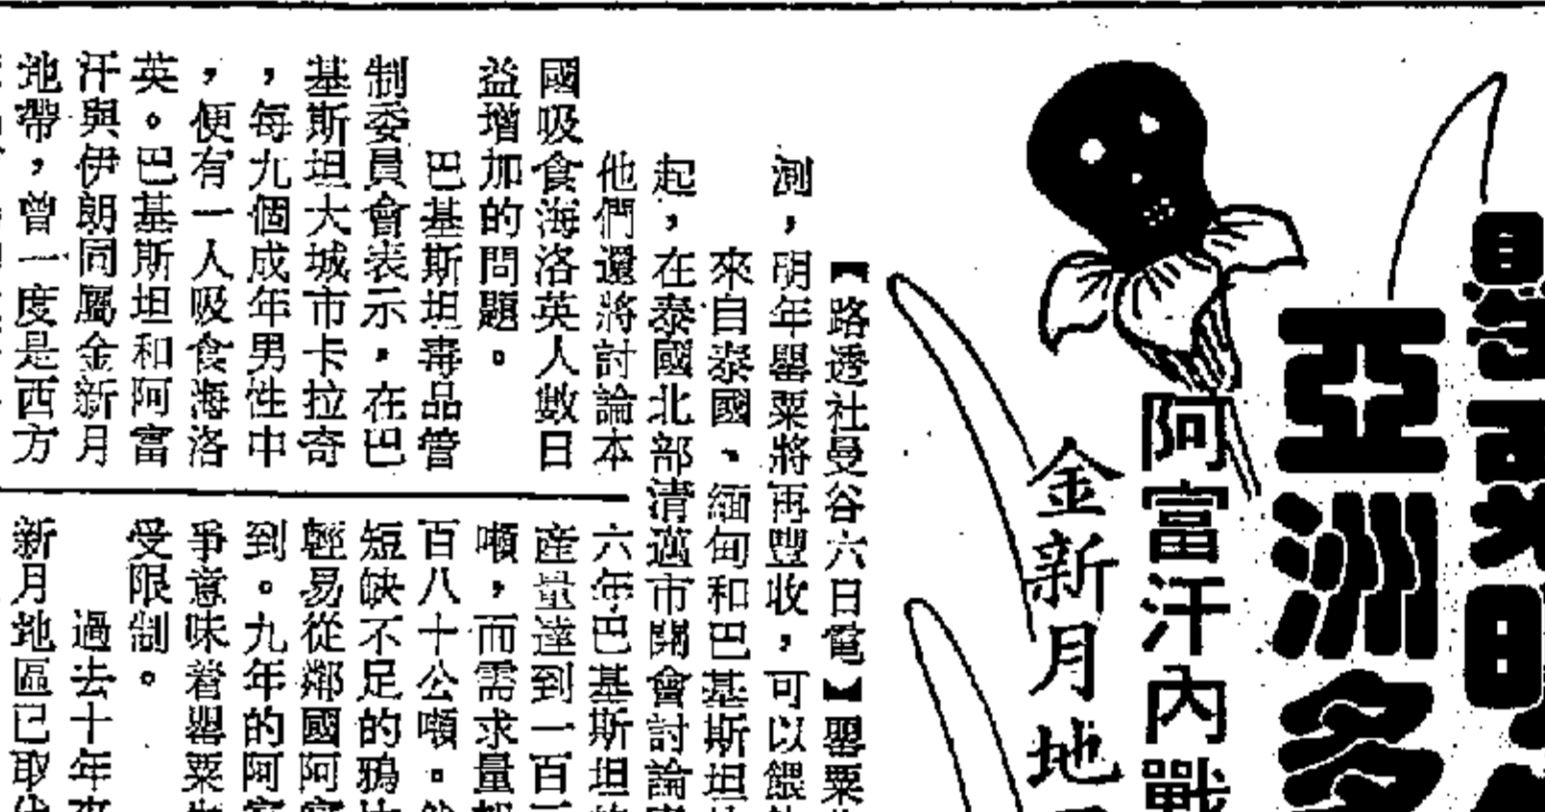 亞洲多
阿富汗內戰
金新月地
【路透社曼谷六日電】罌粟
測,明年罌粟將再豐收,可以餵
來自泰國、緬甸和巴基斯坦
起,在泰國北部清邁市開會討論
他們還將討論本
國吸食海洛英人數日
益增加的問題。
巴基斯坦毒品管
制委員會表示,在巴
基斯坦大城市卡拉奇
,每九個成年男性中
,便有一人吸食海洛
英。巴基斯坦和阿富
汗與伊朗同屬金新月
地帶,曾一度是西方
六年巴基斯坦
產量達到一百
噸,而需求量
百八十公噸。
短缺不足的鴉
輕易從鄰國阿
到。九年的阿
爭意味着罌粟
受限制。
過去十年
新月地區已取